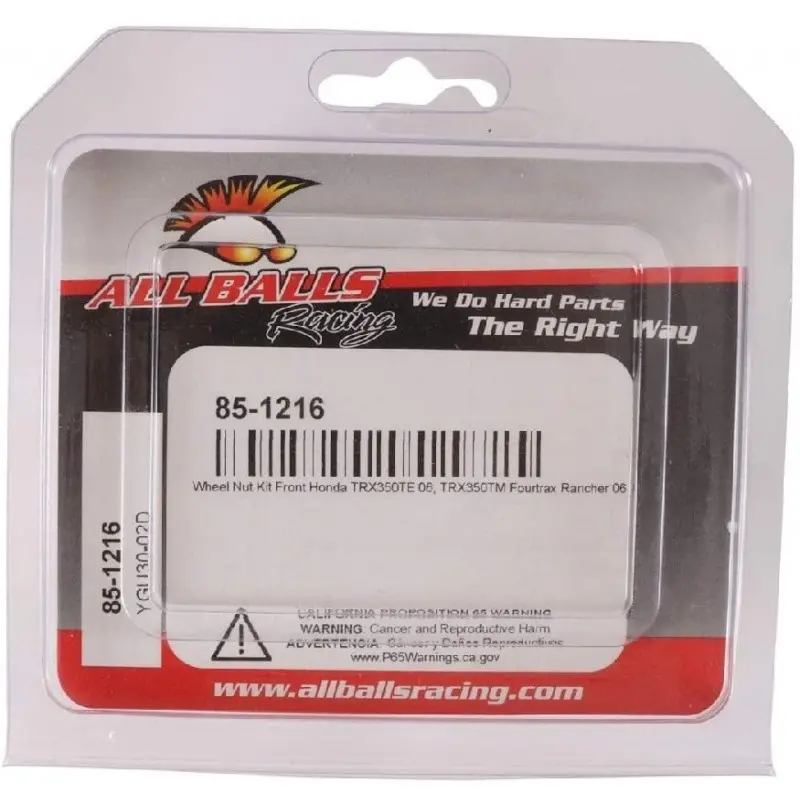 ALL BALLS
Racing
We Do Hard Parts
The Right Way
85-1216
Wheel Nut Kit Front Honda TRX350TE 06, TRX350TM Fourtrax Rancher 06
85-1216
YGU30-02D
CALIFORNIA PROPOSITION 65 WARNING
WARNING: Cancer and Reproductive Harm
ADVERTENCIA: Cáncer y Daños Reproductivos
www.P65Warnings.ca.gov
www.allballsracing.com